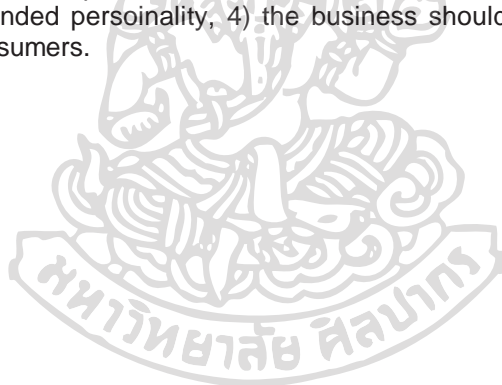 nded persoinality, 4) the business should
sumers.
มหาวิทยาลัย ศิลปากร